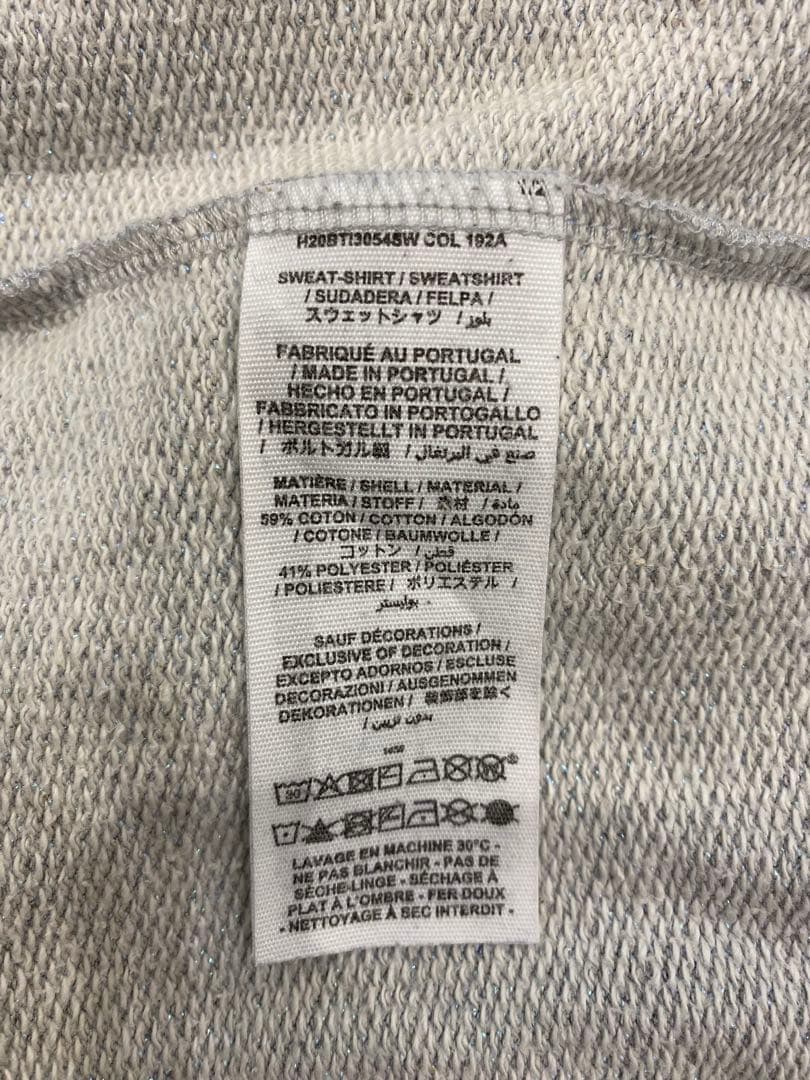 H20BTI3054SW COL 192A
SWEAT-SHIRT / SWEATSHIRT
/ SUDADERA / FELPA /
スウェットシャツ / بلوز
FABRIQUÉ AU PORTUGAL
/ MADE IN PORTUGAL /
HECHO EN PORTUGAL /
FABBRICATO IN PORTOGALLO
/ HERGESTELLT IN PORTUGAL
/ ポルトガル製 / صنع في البرتغال
MATIÈRE / SHELL / MATERIAL /
MATERIA / STOFF / 素材 / مادة
59% COTON / COTTON / ALGODÓN
/ COTONE / BAUMWOLLE /
コットン / قطن
41% POLYESTER / POLIÉSTER
/ POLIESTERE / ポリエステル /
بوليستر .
SAUF DÉCORATIONS /
EXCLUSIVE OF DECORATION /
EXCEPTO ADORNOS / ESCLUSE
DECORAZIONI / AUSGENOMMEN
DEKORATIONEN / 装飾部を除く
/ بدون تزيين
1450
30
LAVAGE EN MACHINE 30°C -
NE PAS BLANCHIR - PAS DE
SÈCHE-LINGE - SÉCHAGE À
PLAT À L'OMBRE - FER DOUX
- NETTOYAGE À SEC INTERDIT -